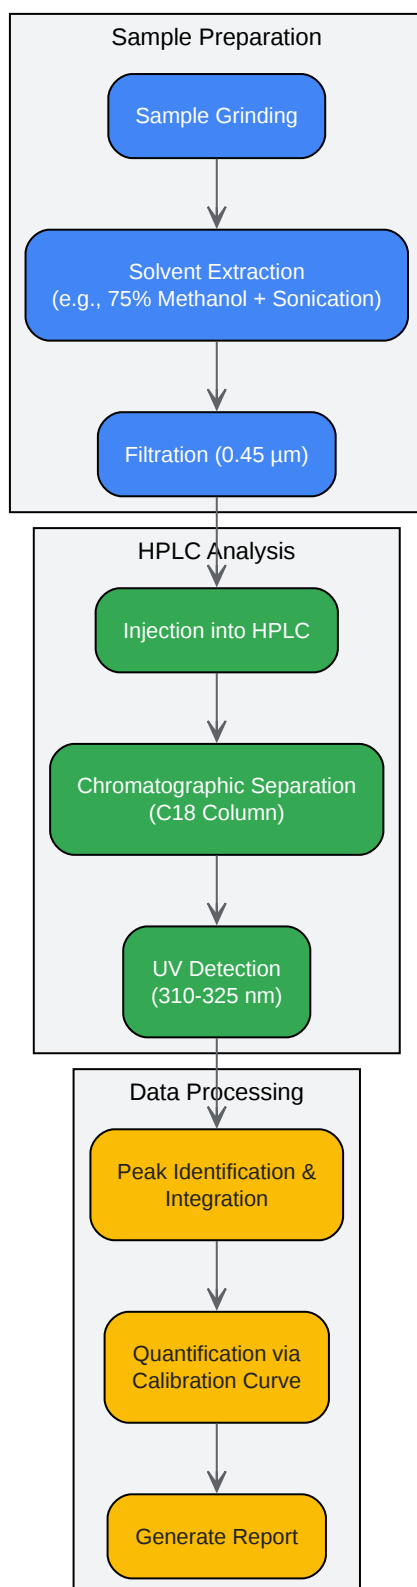 Sample Preparation
Sample Grinding
Solvent Extraction
(e.g., 75% Methanol + Sonication)
Filtration (0.45 µm)
HPLC Analysis
Injection into HPLC
Chromatographic Separation
(C18 Column)
UV Detection
(310-325 nm)
Data Processing
Peak Identification &
Integration
Quantification via
Calibration Curve
Generate Report